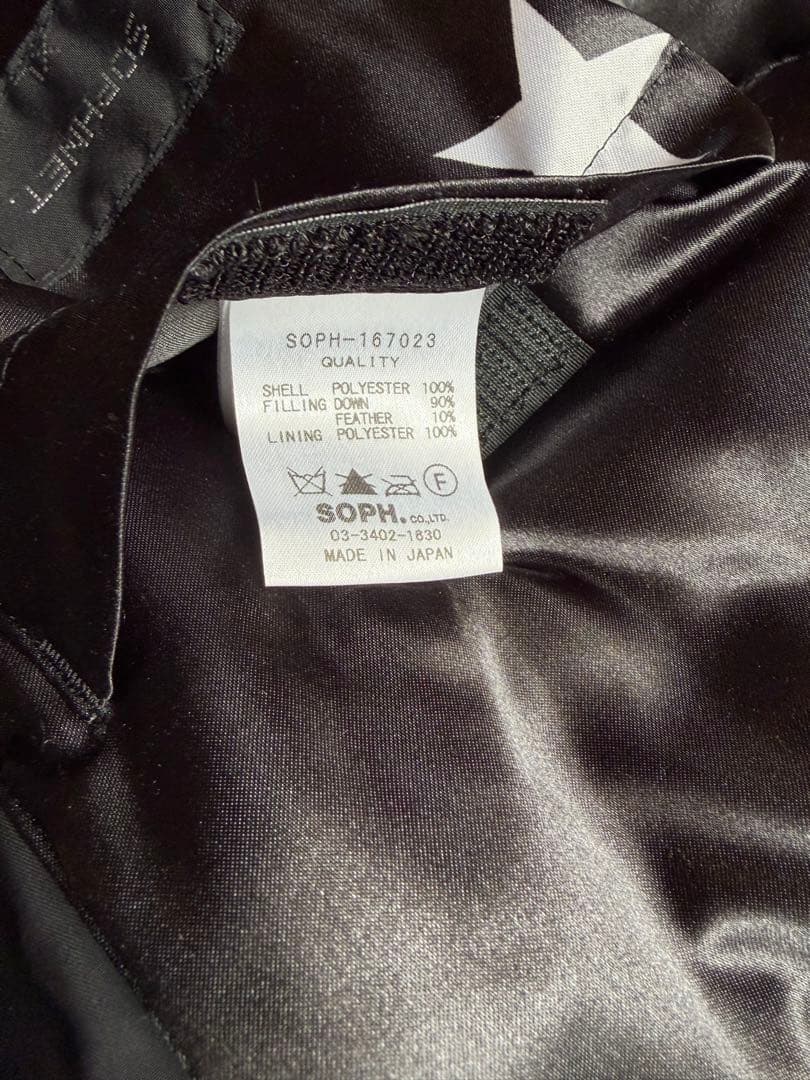 SOPHNET.
XL
SOPH-167023
QUALITY
SHELL POLYESTER 100%
FILLING DOWN 90%
FEATHER 10%
LINING POLYESTER 100%
F
SOPH. CO.,LTD.
03-3402-1830
MADE IN JAPAN